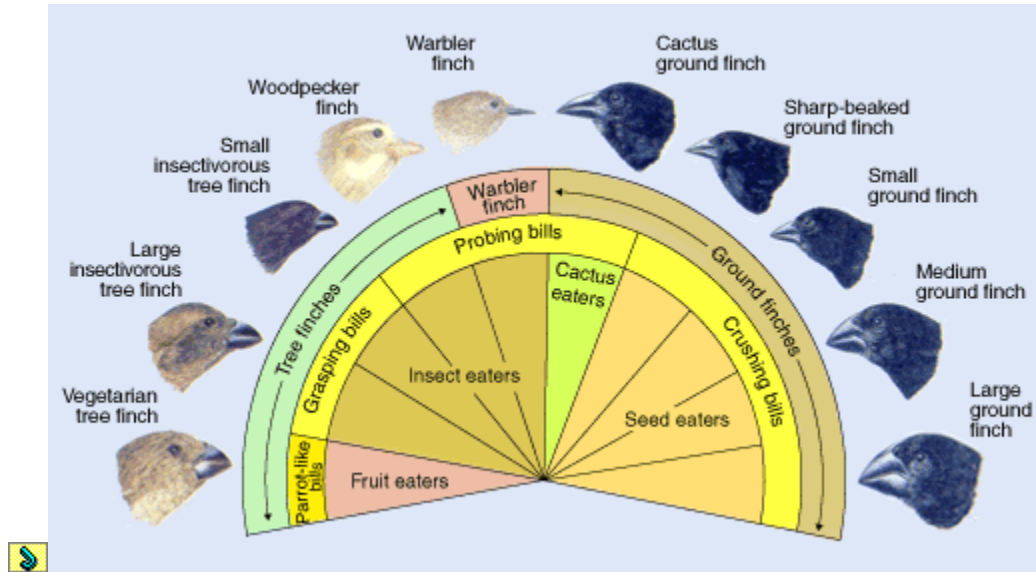 Warbler
finch
Cactus
ground finch
Woodpecker
finch
Sharp-beaked
ground finch
Small
insectivorous
tree finch
Small
ground finch
Large
insectivorous
tree finch
Medium
ground finch
Vegetarian
tree finch
Large
ground
finch
Warbler
finch
Tree finches
Ground finches
Probing bills
Grasping bills
Crushing bills
Parrot-like
bills
Cactus
eaters
Insect eaters
Seed eaters
Fruit eaters